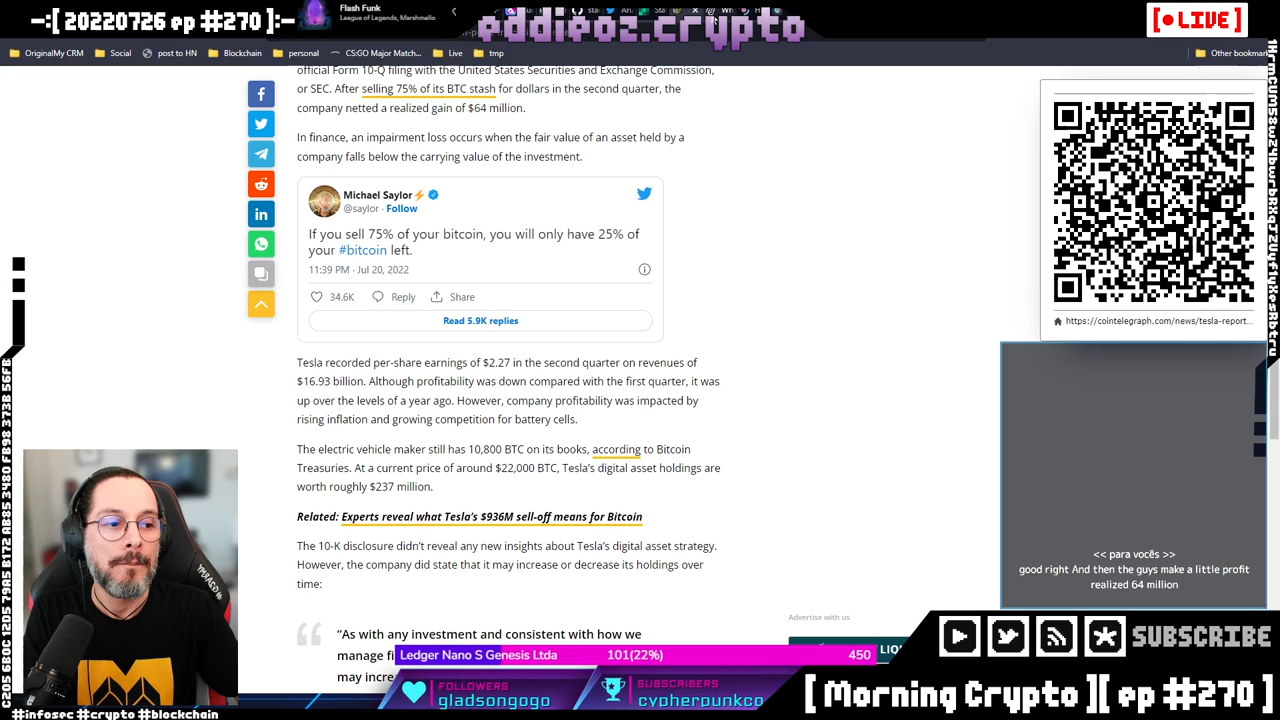 -:[ 20220726 ep #270 ]:-
Flash Funk
League of Legends, Marshmello
eddieoz.crypto
[●LIVE]
OriginalMy CRM
Social
post to HN
Blockchain
crypto
CS:GO Major Match...
Live
tmp
Other bookmar
official Form 10-Q filing with the United States Securities and Exchange Commission,
or SEC. After selling 75% of its BTC stash for dollars in the second quarter, the
company netted a realized gain of $64 million.
In finance, an impairment loss occurs when the fair value of an asset held by a
company falls below the carrying value of the investment.
Michael Saylor⚡
@saylor · Follow
If you sell 75% of your bitcoin, you will only have 25% of
your #bitcoin left.
11:39 PM · Jul 20, 2022
34.6K
Reply
Share
Read 5.9K replies
Tesla recorded per-share earnings of $2.27 in the second quarter on revenues of
$16.93 billion. Although profitability was down compared with the first quarter, it was
up over the levels of a year ago. However, company profitability was impacted by
rising inflation and growing competition for battery cells.
The electric vehicle maker still has 10,800 BTC on its books, according to Bitcoin
Treasuries. At a current price of around $22,000 BTC, Tesla's digital asset holdings are
worth roughly $237 million.
Related: Experts reveal what Tesla's $936M sell-off means for Bitcoin
The 10-K disclosure didn't reveal any new insights about Tesla's digital asset strategy.
However, the company did state that it may increase or decrease its holdings over
time:
"As with any investment and consistent with how we
manage fi
may incre
https://cointelegraph.com/news/tesla-report...
<< para vocês >>
good right And then the guys make a little profit
realized 64 million
Advertise with us
LIQ
Ledger Nano S Genesis Ltda
101(22%)
450
FOLLOWERS
gladsongogo
SUBSCRIBERS
cypherpunkco
SUBSCRIBE
[ Morning Crypto ][ ep #270 ]
#infosec #crypto #blockchain